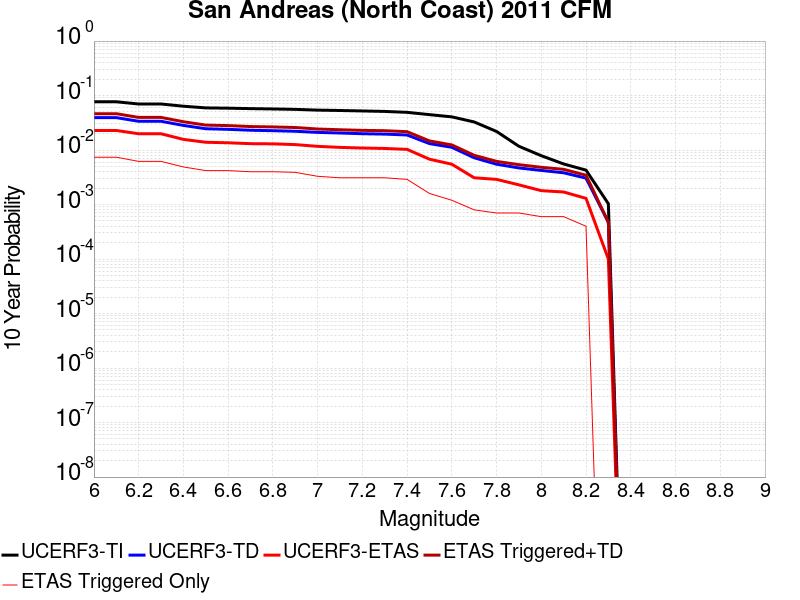 San Andreas (North Coast) 2011 CFM
10^0
10^-1
10^-2
10^-3
10^-4
10^-5
10^-6
10^-7
10^-8
10 Year Probability
6 6.2 6.4 6.6 6.8 7 7.2 7.4 7.6 7.8 8 8.2 8.4 8.6 8.8 9
Magnitude
UCERF3-TI UCERF3-TD UCERF3-ETAS ETAS Triggered+TD
ETAS Triggered Only